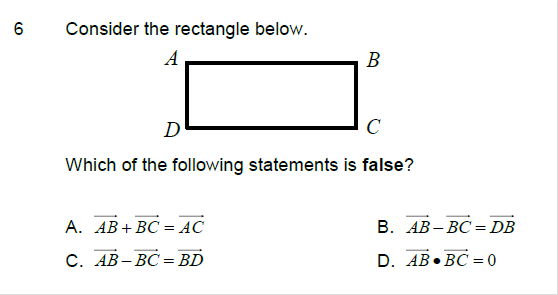 6 Consider the rectangle below.
A B
D C
Which of the following statements is false?
A. AB + BC = AC B. AB – BC = DB
C. AB – BC = BD D. AB • BC = 0